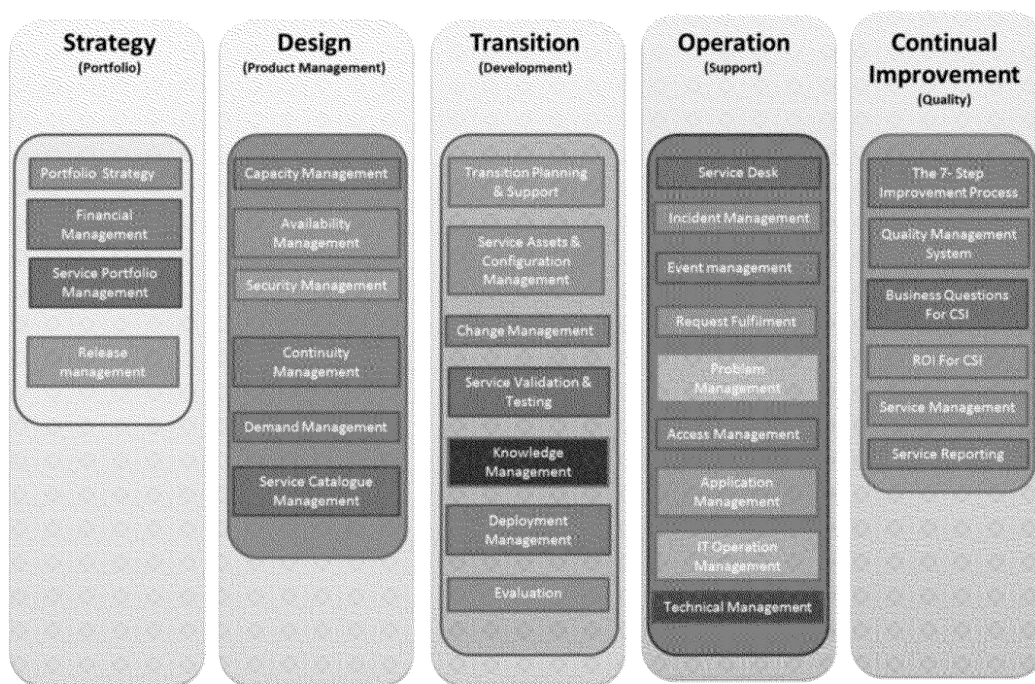 Strategy
(Portfolio)
Portfolio Strategy
Financial
Management
Service Portfolio
Management
Release
management
Design
(Product Management)
Capacity Management
Availability
Management
Security Management
Continuity
Management
Demand Management
Service Catalogue
Management
Transition
(Development)
Transition Planning
& Support
Service Assets &
Configuration
Management
Change Management
Service Validation &
Testing
Knowledge
Management
Deployment
Management
Evaluation
Operation
(Support)
Service Desk
Incident Management
Event management
Request Fulfilment
Problem
Management
Access Management
Application
Management
IT Operation
Management
Technical Management
Continual
Improvement
(Quality)
The 7- Step
Improvement Process
Quality Management
System
Business Questions
For CSI
ROI For CSI
Service Management
Service Reporting